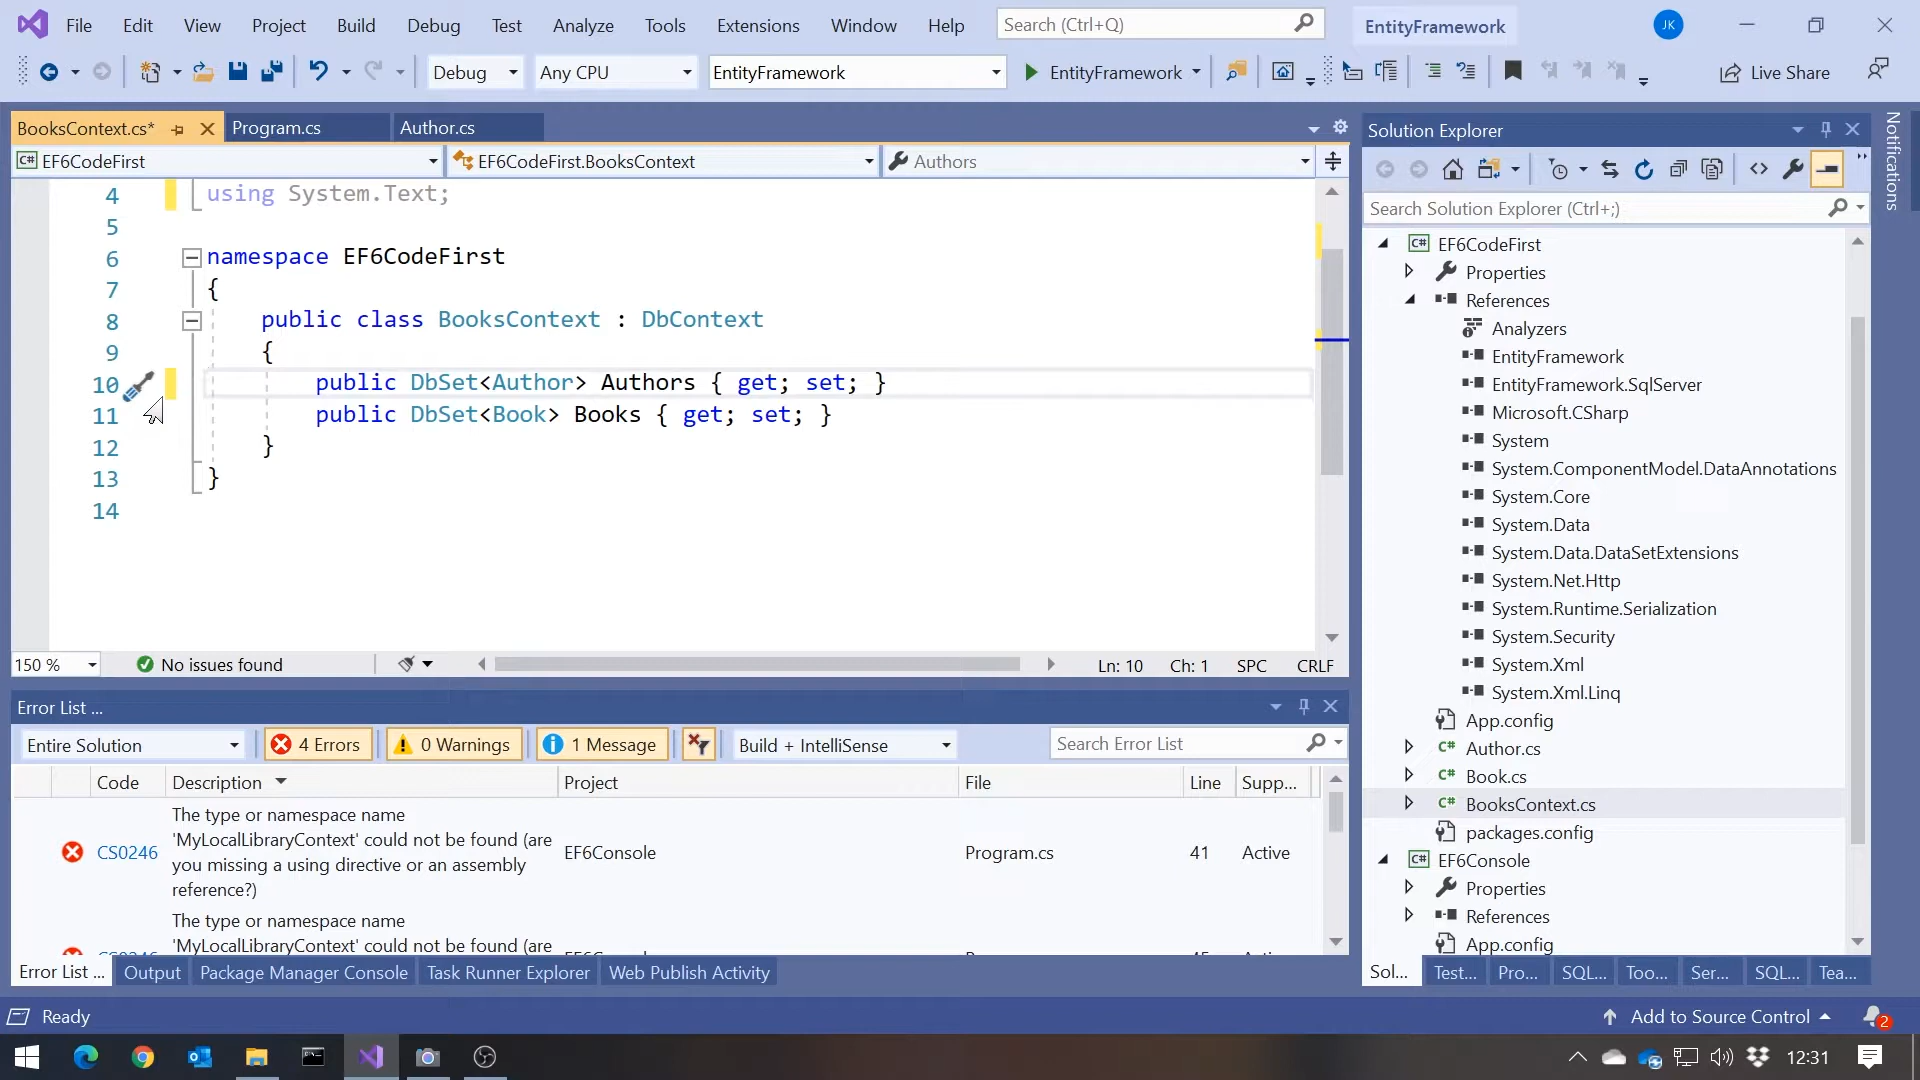 File Edit View Project Build Debug Test Analyze Tools Extensions Window Help Search (Ctrl+Q) EntityFramework JK
Debug Any CPU EntityFramework EntityFramework Live Share
BooksContext.cs* Program.cs Author.cs
C# EF6CodeFirst EF6CodeFirst.BooksContext Authors
4 using System.Text;
5
6 namespace EF6CodeFirst
7 {
8 public class BooksContext : DbContext
9 {
10 public DbSet<Author> Authors { get; set; }
11 public DbSet<Book> Books { get; set; }
12 }
13 }
14
150 % No issues found Ln: 10 Ch: 1 SPC CRLF
Error List ...
Entire Solution 4 Errors 0 Warnings 1 Message Build + IntelliSense Search Error List
Code Description Project File Line Supp...
The type or namespace name
'MyLocalLibraryContext' could not be found (are
CS0246 you missing a using directive or an assembly EF6Console Program.cs 41 Active
reference?)
The type or namespace name
'MyLocalLibraryContext' could not be found (are
Error List ... Output Package Manager Console Task Runner Explorer Web Publish Activity
Solution Explorer
Search Solution Explorer (Ctrl+;)
C# EF6CodeFirst
Properties
References
Analyzers
EntityFramework
EntityFramework.SqlServer
Microsoft.CSharp
System
System.ComponentModel.DataAnnotations
System.Core
System.Data
System.Data.DataSetExtensions
System.Net.Http
System.Runtime.Serialization
System.Security
System.Xml
System.Xml.Linq
App.config
C# Author.cs
C# Book.cs
C# BooksContext.cs
packages.config
C# EF6Console
Properties
References
App.config
Sol... Test... Pro... SQL... Too... Ser... SQL... Tea...
Notifications
Ready Add to Source Control 2
12:31